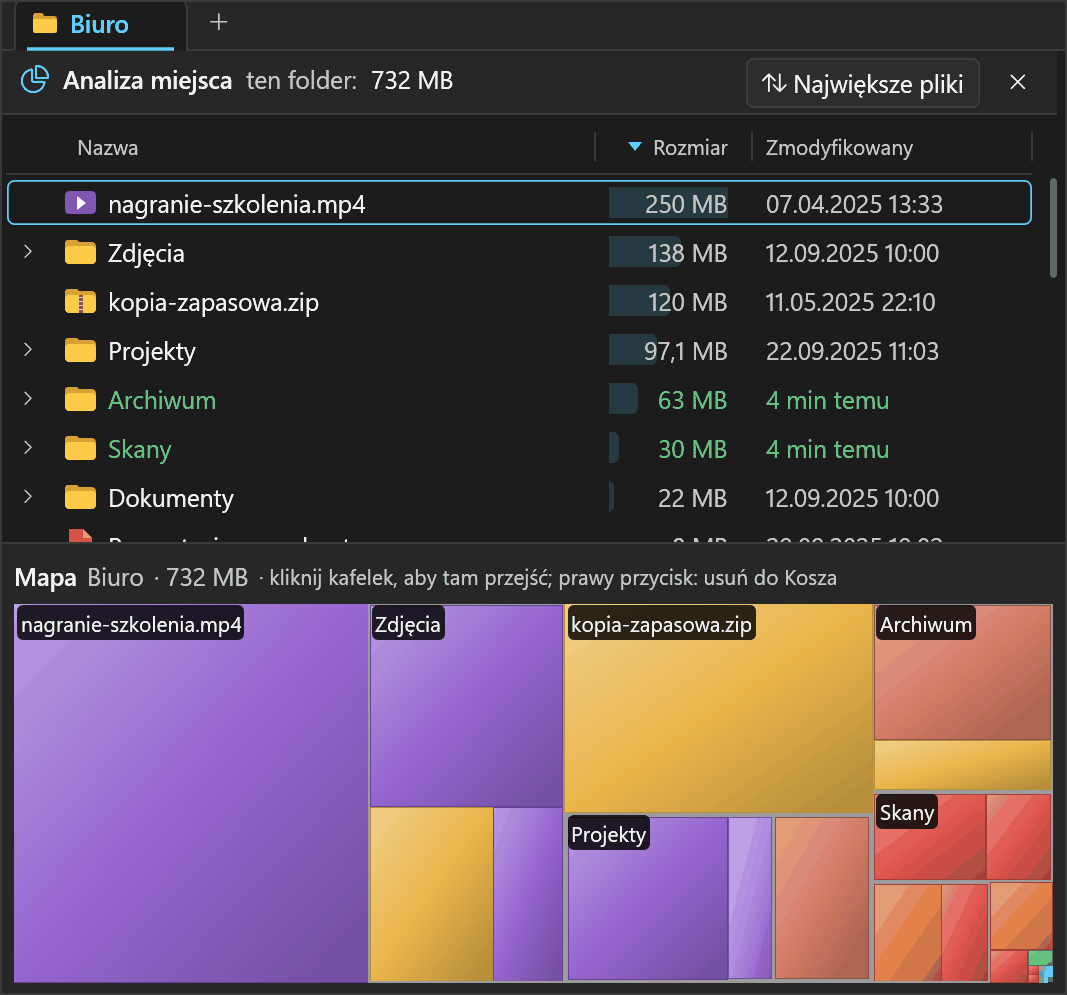 Biuro
Analiza miejsca ten folder: 732 MB
Największe pliki
Nazwa Rozmiar Zmodyfikowany
nagranie-szkolenia.mp4 250 MB 07.04.2025 13:33
Zdjęcia 138 MB 12.09.2025 10:00
kopia-zapasowa.zip 120 MB 11.05.2025 22:10
Projekty 97,1 MB 22.09.2025 11:03
Archiwum 63 MB 4 min temu
Skany 30 MB 4 min temu
Dokumenty 22 MB 12.09.2025 10:00
Mapa Biuro · 732 MB · kliknij kafelek, aby tam przejść; prawy przycisk: usuń do Kosza
nagranie-szkolenia.mp4
Zdjęcia
kopia-zapasowa.zip
Archiwum
Skany
Projekty